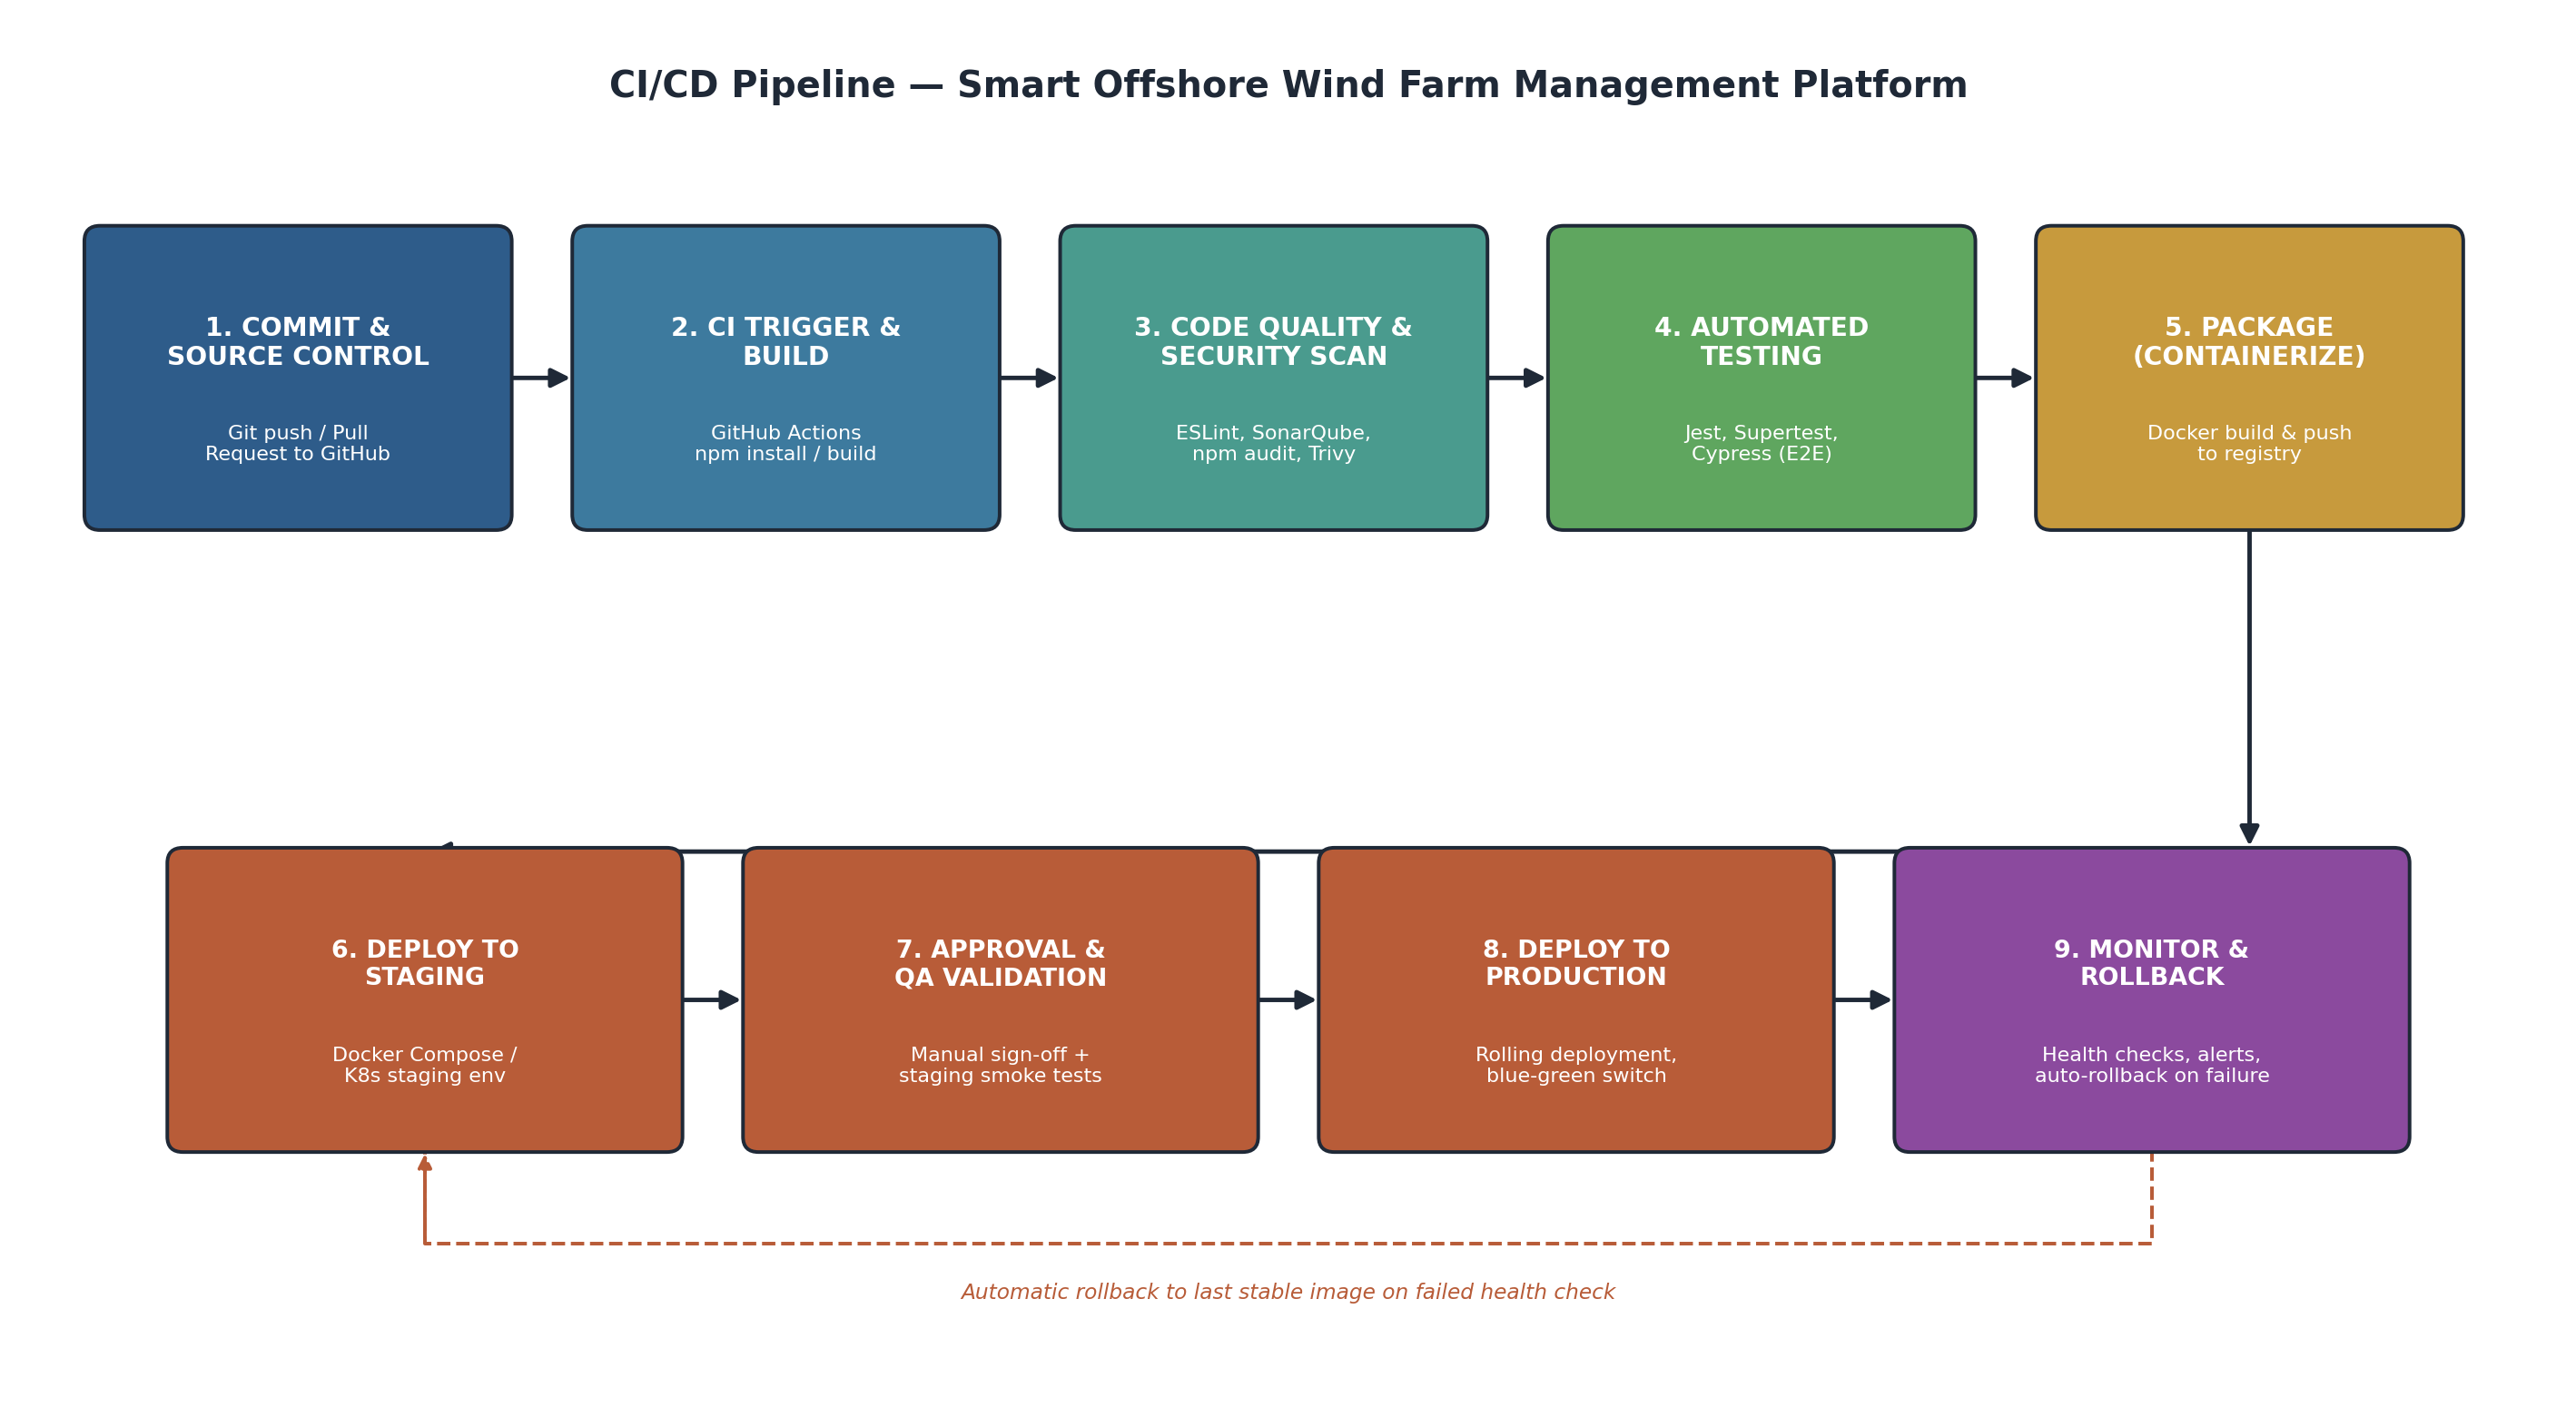 CI/CD Pipeline — Smart Offshore Wind Farm Management Platform
1. COMMIT &
SOURCE CONTROL
Git push / Pull
Request to GitHub
2. CI TRIGGER &
BUILD
GitHub Actions
npm install / build
3. CODE QUALITY &
SECURITY SCAN
ESLint, SonarQube,
npm audit, Trivy
4. AUTOMATED
TESTING
Jest, Supertest,
Cypress (E2E)
5. PACKAGE
(CONTAINERIZE)
Docker build & push
to registry
6. DEPLOY TO
STAGING
Docker Compose /
K8s staging env
7. APPROVAL &
QA VALIDATION
Manual sign-off +
staging smoke tests
8. DEPLOY TO
PRODUCTION
Rolling deployment,
blue-green switch
9. MONITOR &
ROLLBACK
Health checks, alerts,
auto-rollback on failure
Automatic rollback to last stable image on failed health check